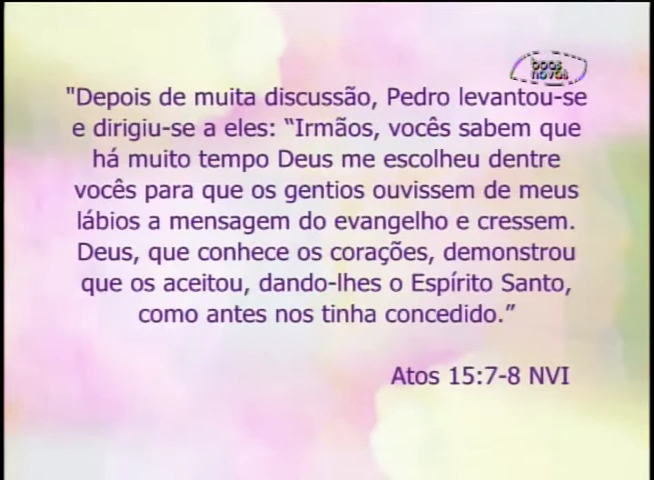 boas
novas
"Depois de muita discussão, Pedro levantou-se
e dirigiu-se a eles: “Irmãos, vocês sabem que
há muito tempo Deus me escolheu dentre
vocês para que os gentios ouvissem de meus
lábios a mensagem do evangelho e cressem.
Deus, que conhece os corações, demonstrou
que os aceitou, dando-lhes o Espírito Santo,
como antes nos tinha concedido.”
Atos 15:7-8 NVI